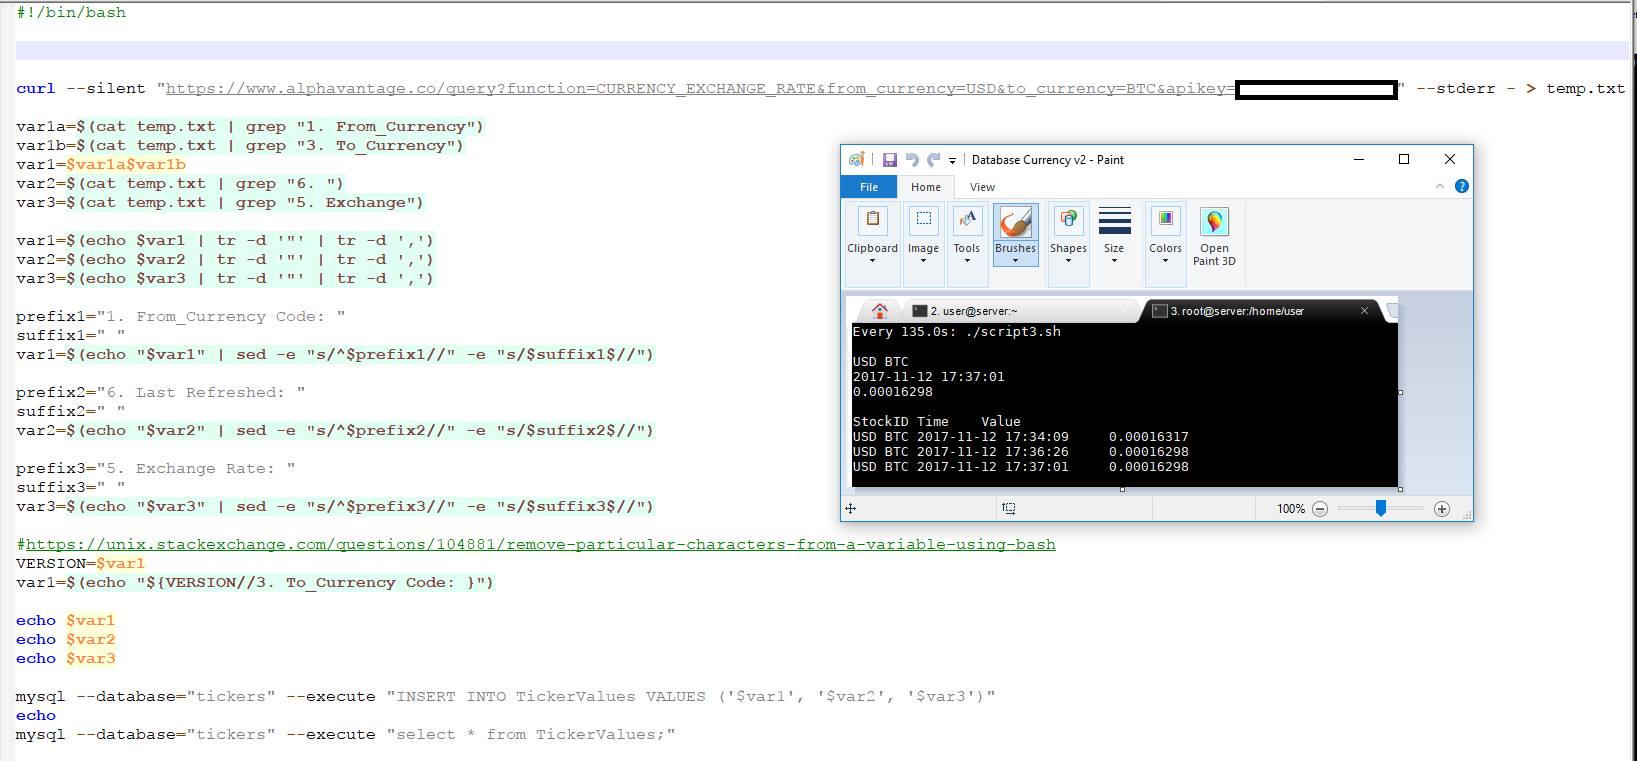 #!/bin/bash
curl --silent "https://www.alphavantage.co/query?function=CURRENCY_EXCHANGE_RATE&from_currency=USD&to_currency=BTC&apikey= " --stderr - > temp.txt
var1a=$(cat temp.txt | grep "1. From_Currency")
var1b=$(cat temp.txt | grep "3. To_Currency")
var1=$var1a$var1b
var2=$(cat temp.txt | grep "6. ")
var3=$(cat temp.txt | grep "5. Exchange")
var1=$(echo $var1 | tr -d '"' | tr -d ',')
var2=$(echo $var2 | tr -d '"' | tr -d ',')
var3=$(echo $var3 | tr -d '"' | tr -d ',')
prefix1="1. From_Currency Code: "
suffix1=" "
var1=$(echo "$var1" | sed -e "s/^$prefix1//" -e "s/$suffix1$//")
prefix2="6. Last Refreshed: "
suffix2=" "
var2=$(echo "$var2" | sed -e "s/^$prefix2//" -e "s/$suffix2$//")
prefix3="5. Exchange Rate: "
suffix3=" "
var3=$(echo "$var3" | sed -e "s/^$prefix3//" -e "s/$suffix3$//")
#https://unix.stackexchange.com/questions/104881/remove-particular-characters-from-a-variable-using-bash
VERSION=$var1
var1=$(echo "${VERSION//3. To_Currency Code: }")
echo $var1
echo $var2
echo $var3
mysql --database="tickers" --execute "INSERT INTO TickerValues VALUES ('$var1', '$var2', '$var3')"
echo
mysql --database="tickers" --execute "select * from TickerValues;"
Database Currency v2 - Paint
File Home View
Clipboard Image Tools Brushes Shapes Size Colors Open Paint 3D
2. user@server:~ 3. root@server:/home/user
Every 135.0s: ./script3.sh
USD BTC
2017-11-12 17:37:01
0.00016298
StockID Time Value
USD BTC 2017-11-12 17:34:09 0.00016317
USD BTC 2017-11-12 17:36:26 0.00016298
USD BTC 2017-11-12 17:37:01 0.00016298
100%